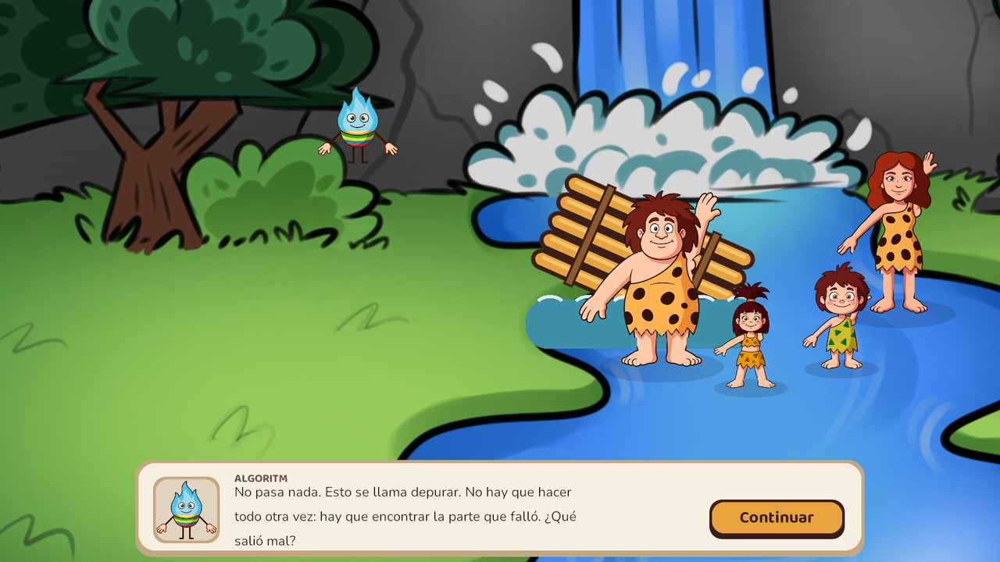 ALGORITM
No pasa nada. Esto se llama depurar. No hay que hacer
todo otra vez: hay que encontrar la parte que falló. ¿Qué
salió mal?
Continuar